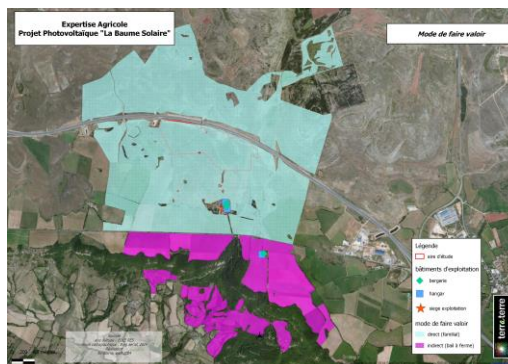 Expertise Agricole
Projet Photovoltaïque "La Baume Solaire"
Mode de faire valoir
Légende
aire d'étude
bâtiments d'exploitation
bergerie
hangar
siège exploitation
mode de faire valoir
direct (familial)
indirect (bail à ferme)
terre&terre